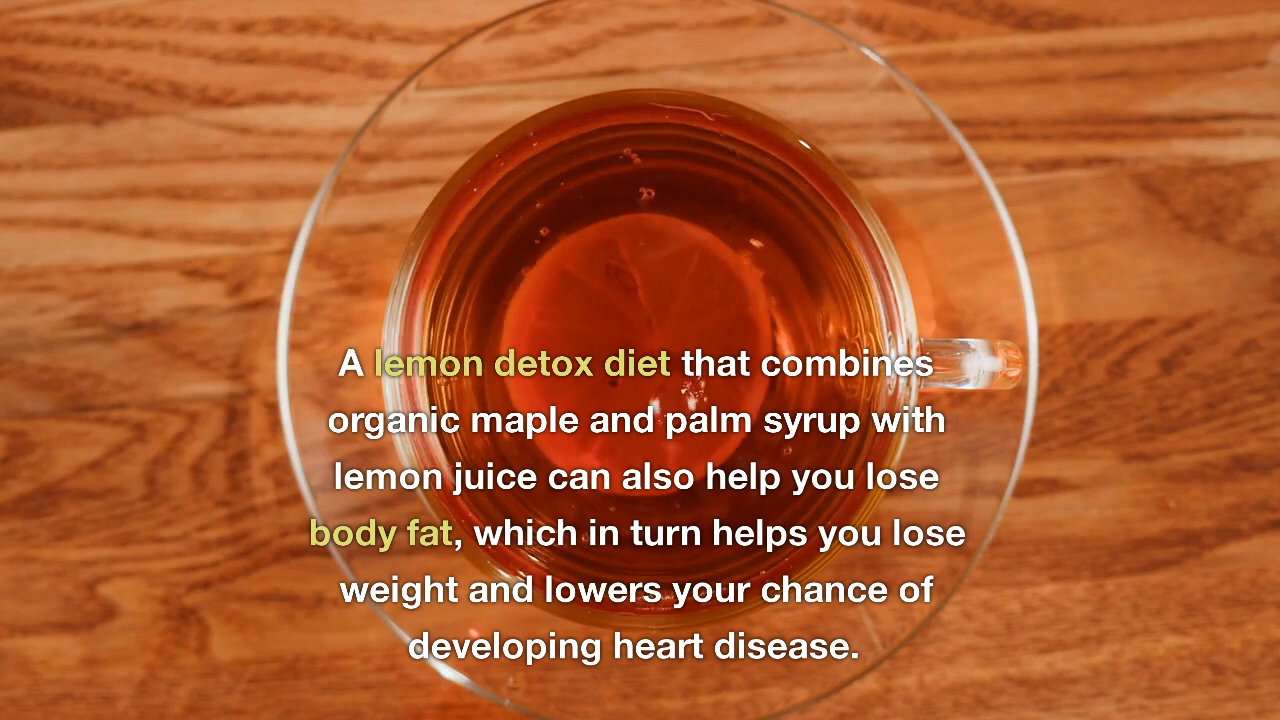 A lemon detox diet that combines
organic maple and palm syrup with
lemon juice can also help you lose
body fat, which in turn helps you lose
weight and lowers your chance of
developing heart disease.